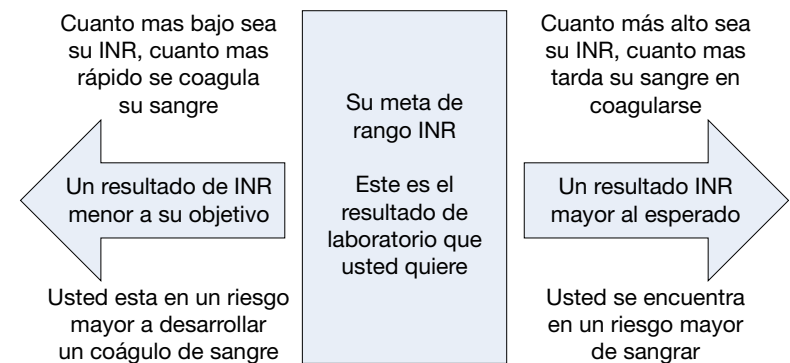 Cuanto mas bajo sea
su INR, cuanto mas
rápido se coagula
su sangre
Un resultado de INR
menor a su objetivo
Usted esta en un riesgo
mayor a desarrollar
un coágulo de sangre
Su meta de
rango INR
Este es el
resultado de
laboratorio que
usted quiere
Cuanto más alto sea
su INR, cuanto mas
tarda su sangre en
coagularse
Un resultado INR
mayor al esperado
Usted se encuentra
en un riesgo mayor
de sangrar